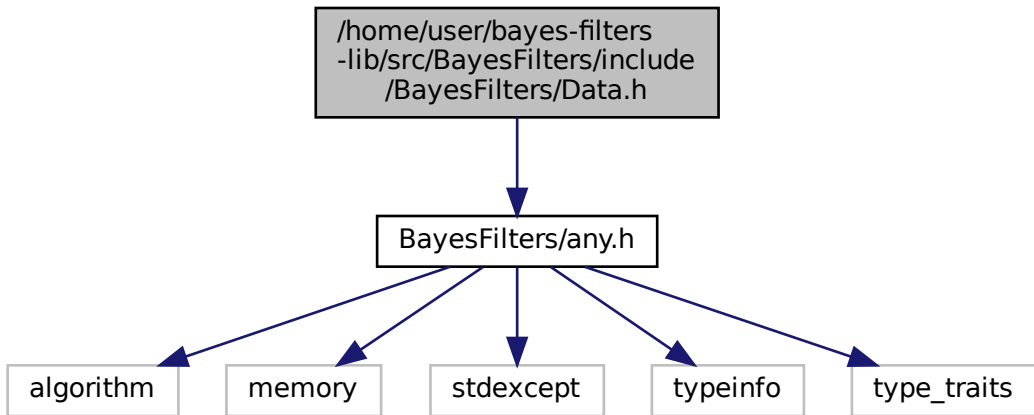 /home/user/bayes-filters
-lib/src/BayesFilters/include
/BayesFilters/Data.h
BayesFilters/any.h
algorithm
memory
stdexcept
typeinfo
type_traits